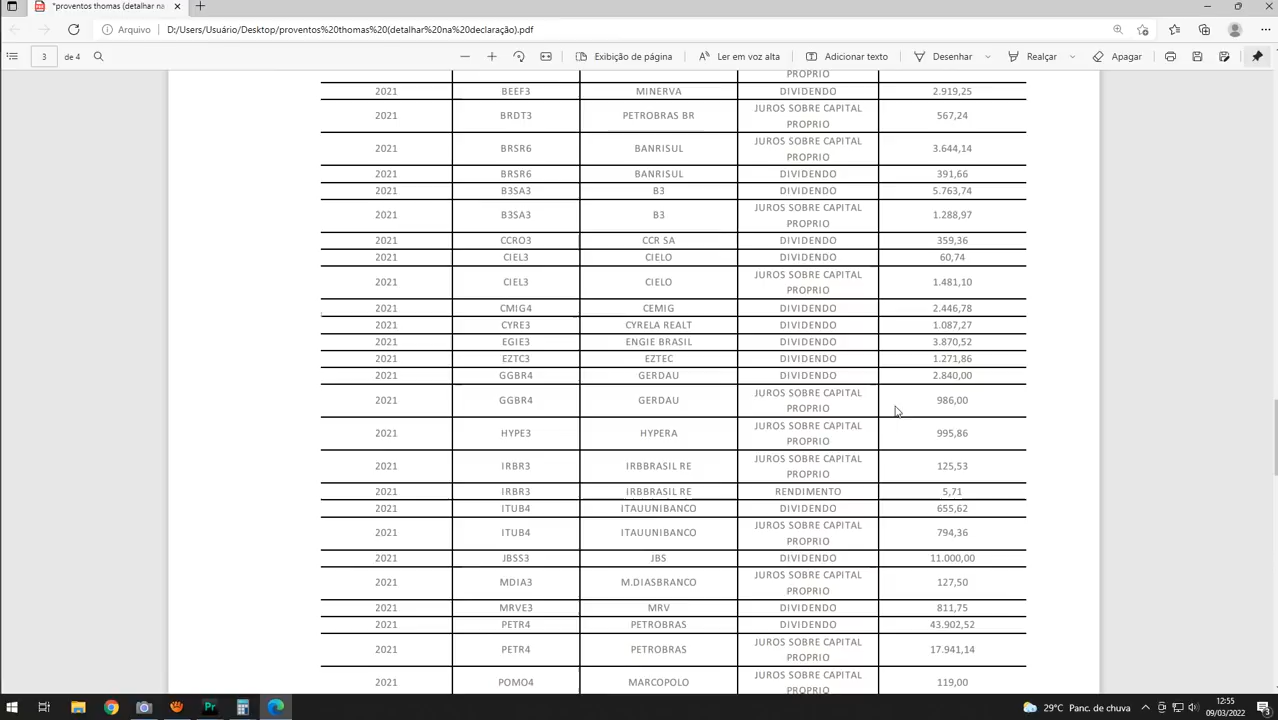 *proventos thomas (detalhar na
Arquivo D:/Users/Usuário/Desktop/proventos%20thomas%20(detalhar%20na%20declaração).pdf
3 de 4 Exibição de página Ler em voz alta Adicionar texto Desenhar Realçar Apagar
PROPRIO
2021 BEEF3 MINERVA DIVIDENDO 2.919,25
2021 BRDT3 PETROBRAS BR JUROS SOBRE CAPITAL PROPRIO 567,24
2021 BRSR6 BANRISUL JUROS SOBRE CAPITAL PROPRIO 3.644,14
2021 BRSR6 BANRISUL DIVIDENDO 391,66
2021 B3SA3 B3 DIVIDENDO 5.763,74
2021 B3SA3 B3 JUROS SOBRE CAPITAL PROPRIO 1.288,97
2021 CCRO3 CCR SA DIVIDENDO 359,36
2021 CIEL3 CIELO DIVIDENDO 60,74
2021 CIEL3 CIELO JUROS SOBRE CAPITAL PROPRIO 1.481,10
2021 CMIG4 CEMIG DIVIDENDO 2.446,78
2021 CYRE3 CYRELA REALT DIVIDENDO 1.087,27
2021 EGIE3 ENGIE BRASIL DIVIDENDO 3.870,52
2021 EZTC3 EZTEC DIVIDENDO 1.271,86
2021 GGBR4 GERDAU DIVIDENDO 2.840,00
2021 GGBR4 GERDAU JUROS SOBRE CAPITAL PROPRIO 986,00
2021 HYPE3 HYPERA JUROS SOBRE CAPITAL PROPRIO 995,86
2021 IRBR3 IRBBRASIL RE JUROS SOBRE CAPITAL PROPRIO 125,53
2021 IRBR3 IRBBRASIL RE RENDIMENTO 5,71
2021 ITUB4 ITAUUNIBANCO DIVIDENDO 655,62
2021 ITUB4 ITAUUNIBANCO JUROS SOBRE CAPITAL PROPRIO 794,36
2021 JBSS3 JBS DIVIDENDO 11.000,00
2021 MDIA3 M.DIASBRANCO JUROS SOBRE CAPITAL PROPRIO 127,50
2021 MRVE3 MRV DIVIDENDO 811,75
2021 PETR4 PETROBRAS DIVIDENDO 43.902,52
2021 PETR4 PETROBRAS JUROS SOBRE CAPITAL PROPRIO 17.941,14
2021 POMO4 MARCOPOLO JUROS SOBRE CAPITAL PROPRIO 119,00
Pr 29°C Panc. de chuva 12:55
09/03/2022 3